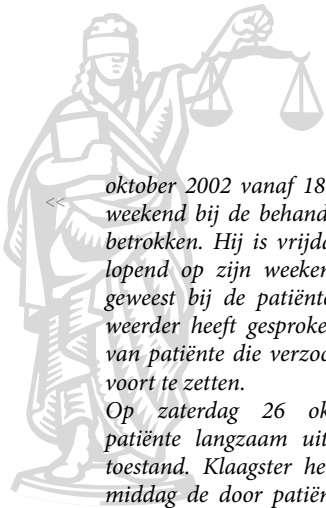 <<
oktober 2002 vanaf 18
weekend bij de behand
betrokken. Hij is vrijda
lopend op zijn weeken
geweest bij de patiënte
weerder heeft gesproke
van patiënte die verzoc
voort te zetten.
Op zaterdag 26 ok
patiënte langzaam uit
toestand. Klaagster he
middag de door patiën